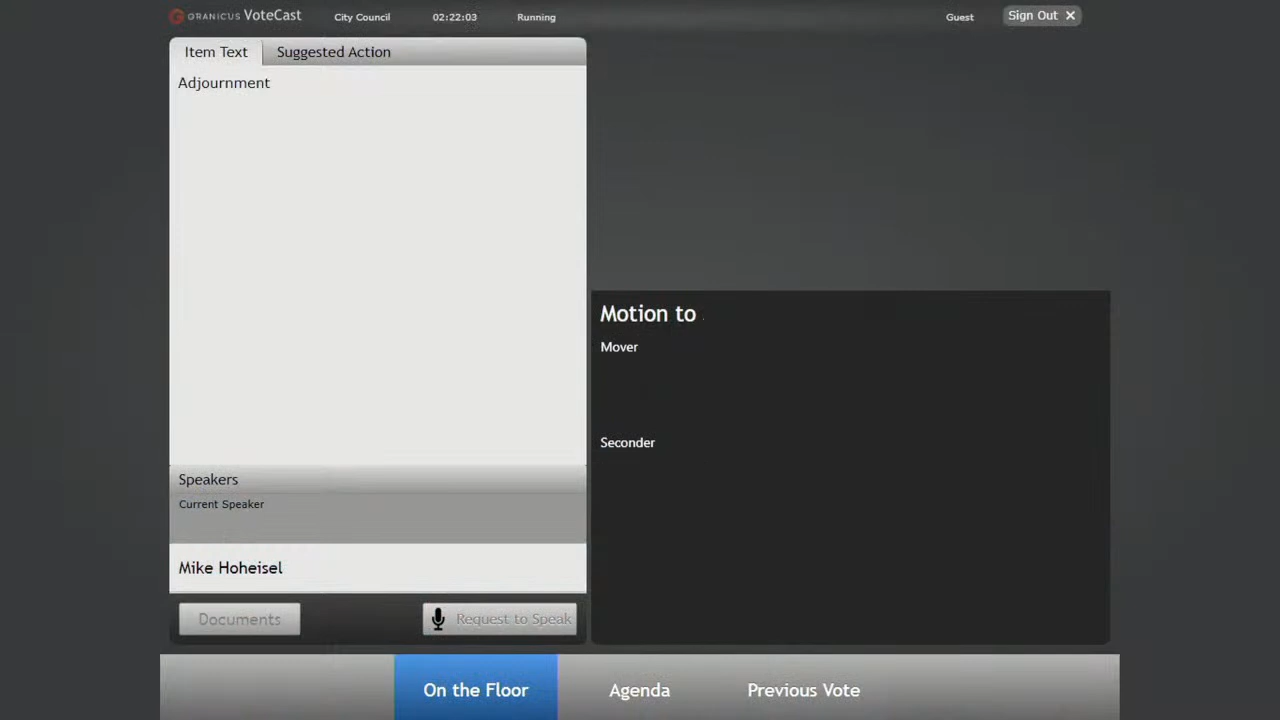 GRANICUS VoteCast City Council 02:22:03 Running Guest Sign Out ✕
Item Text Suggested Action
Adjournment
Motion to
Mover
Seconder
Speakers
Current Speaker
Mike Hoheisel
Documents Request to Speak
On the Floor Agenda Previous Vote